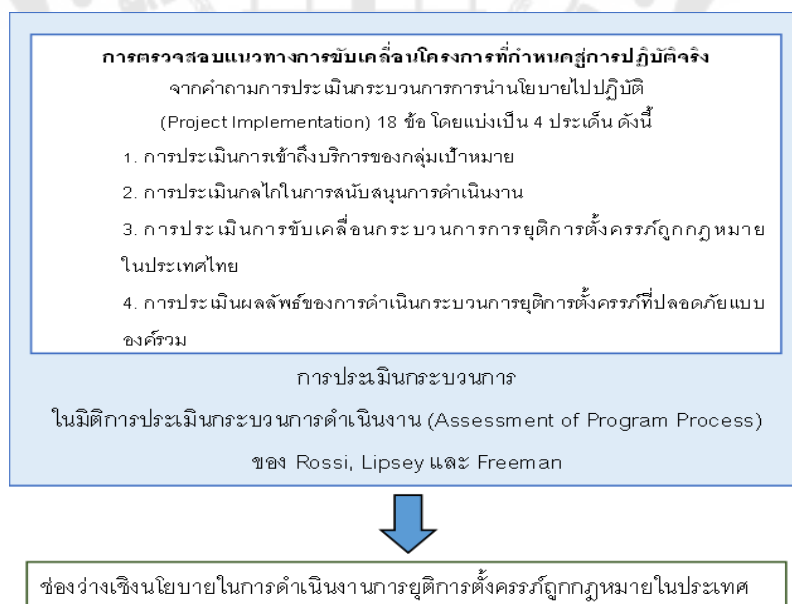 การตรวจสอบแนวทางการขับเคลื่อนโครงการที่กำหนดสู่การปฏิบัติจริง
จากคำถามการประเมินกระบวนการการนำนโยบายไปปฏิบัติ
(Project Implementation) 18 ข้อ โดยแบ่งเป็น 4 ประเด็น ดังนี้
1. การประเมินการเข้าถึงบริการของกลุ่มเป้าหมาย
2. การประเมินกลไกในการสนับสนุนการดำเนินงาน
3. การประเมินการขับเคลื่อนกระบวนการการยุติการตั้งครรภ์ถูกกฎหมาย
ในประเทศไทย
4. การประเมินผลลัพธ์ของการดำเนินกระบวนการยุติการตั้งครรภ์ที่ปลอดภัยแบบ
องค์รวม
การประเมินกระบวนการ
ในมิติการประเมินกระบวนการดำเนินงาน (Assessment of Program Process)
ของ Rossi, Lipsey และ Freeman
ช่องว่างเชิงนโยบายในการดำเนินงานการยุติการตั้งครรภ์ถูกกฎหมายในประเทศ